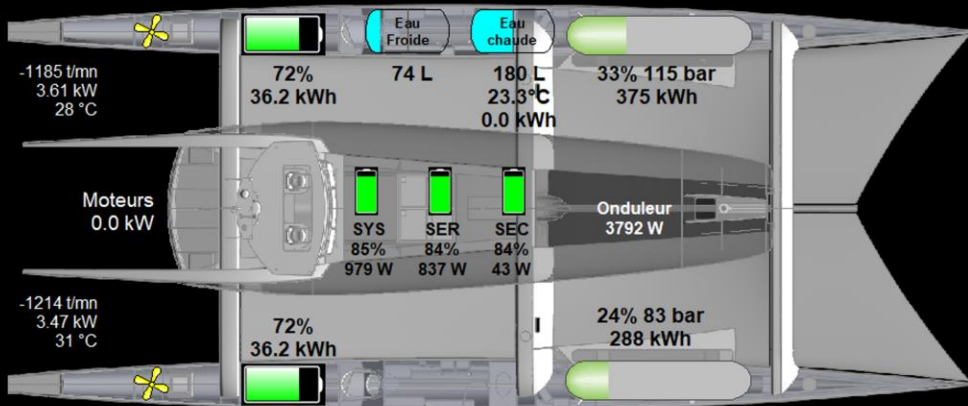 Eau
Froide
Eau
chaude
-1185 t/mn
3.61 kW
28 °C
72%
36.2 kWh
74 L
180 L
23.3°C
0.0 kWh
33% 115 bar
375 kWh
Moteurs
0.0 kW
SYS
85%
979 W
SER
84%
837 W
SEC
84%
43 W
Onduleur
3792 W
-1214 t/mn
3.47 kW
31 °C
72%
36.2 kWh
24% 83 bar
288 kWh